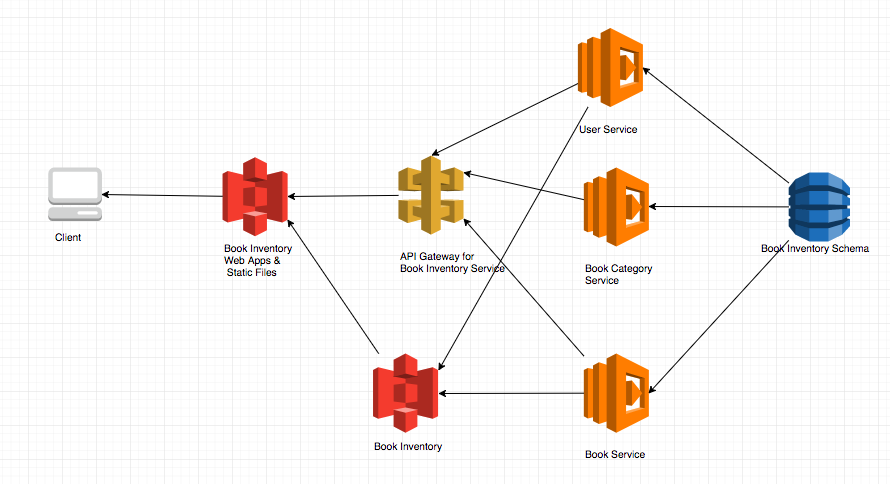 User Service
Client
Book Inventory
Web Apps &
Static Files
API Gateway for
Book Inventory Service
Book Category
Service
Book Inventory Schema
Book Inventory
Book Service